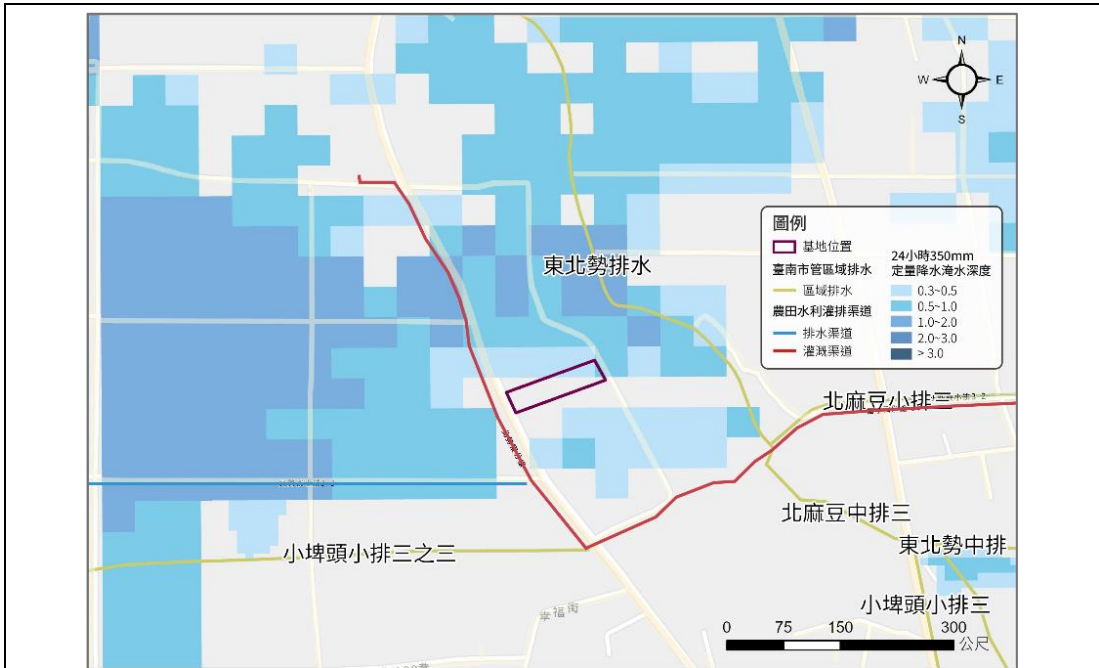 N
W
E
S
圖例
基地位置
臺南市管區域排水
區域排水
農田水利灌排渠道
排水渠道
灌溉渠道
24小時350mm
定量降水淹水深度
0.3~0.5
0.5~1.0
1.0~2.0
2.0~3.0
> 3.0
東北勢排水
北麻豆小排三
北麻豆中排三
小埤頭小排三之三
東北勢中排
小埤頭小排三
幸福街
0 75 150 300
公尺